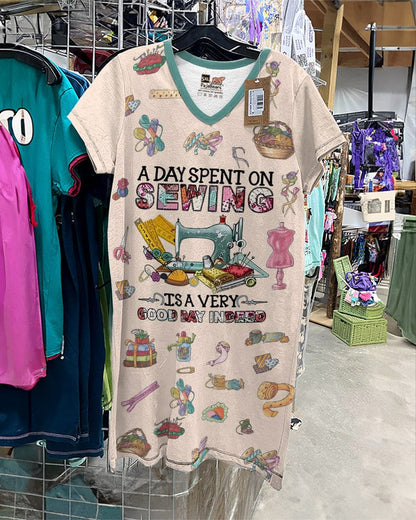 A DAY SPENT ON
SEWING
IS A VERY
GOOD DAY INDEED